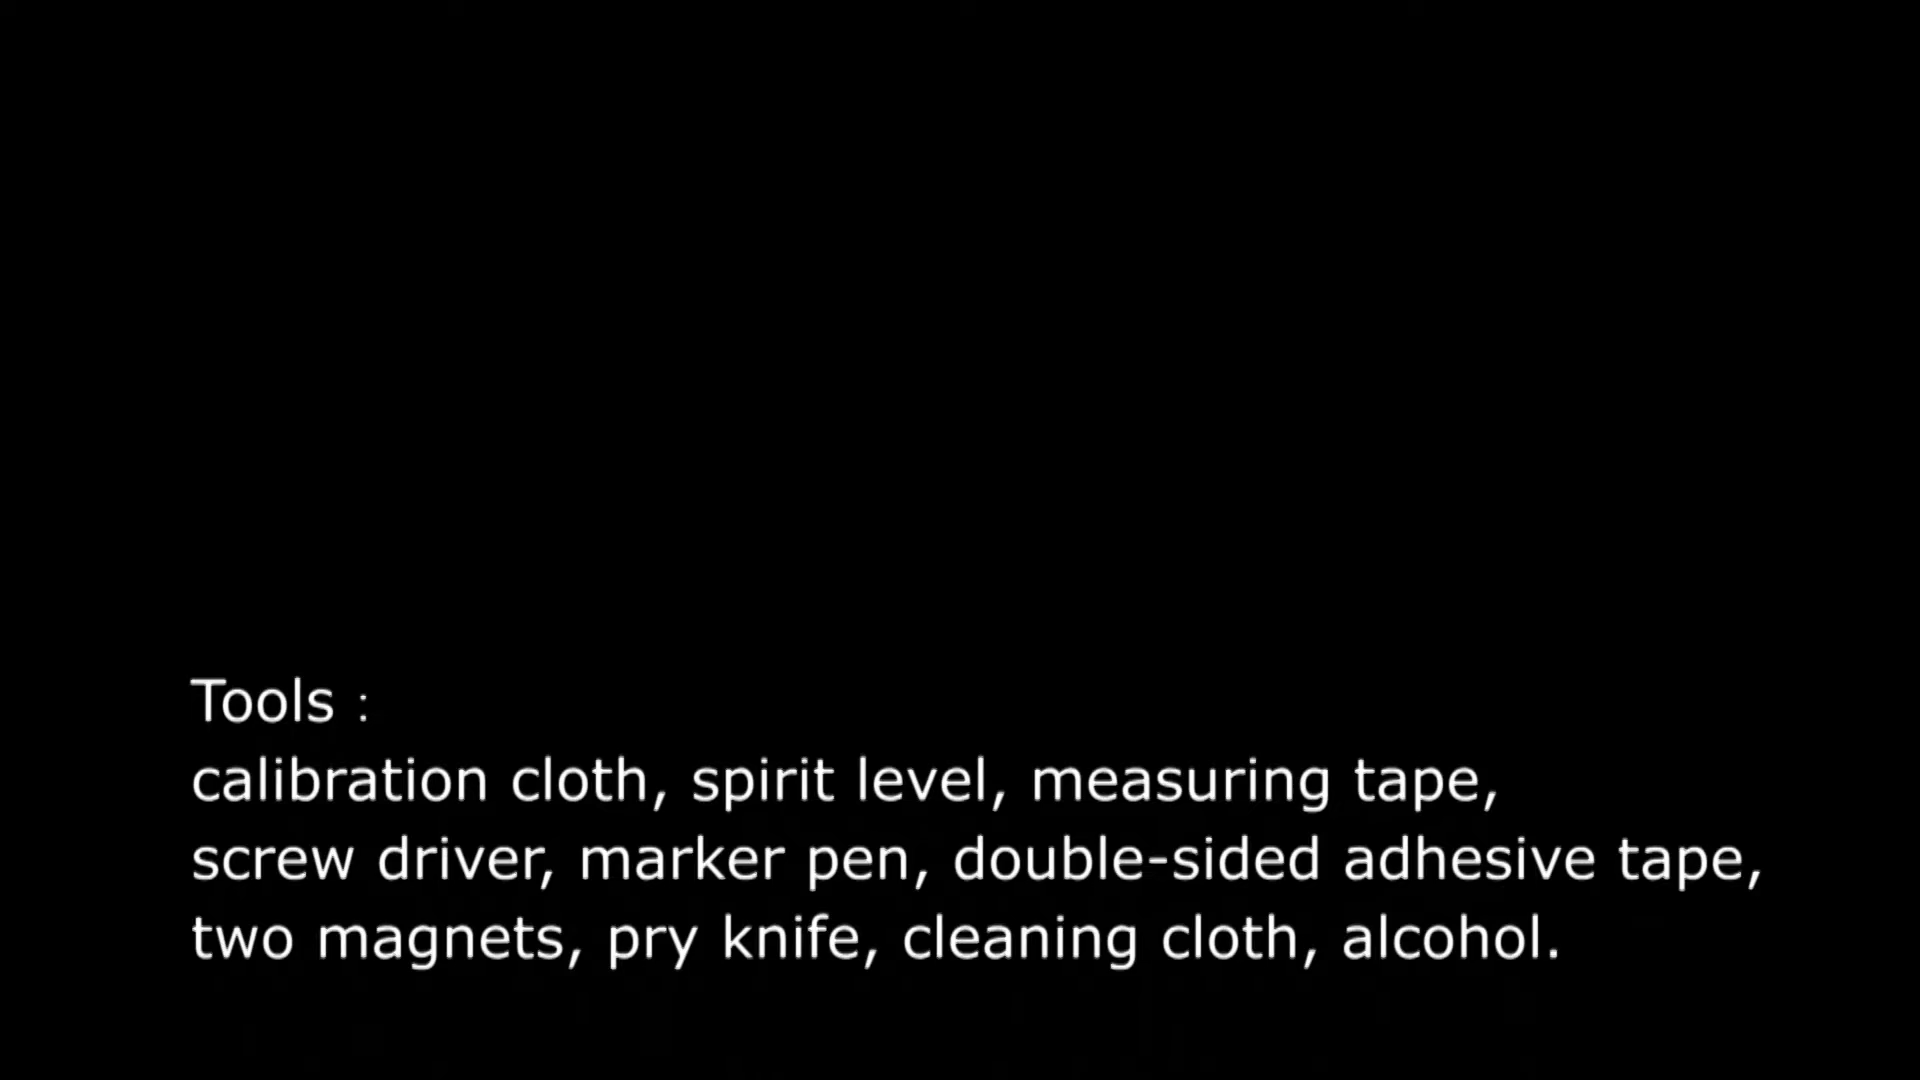 Tools :
calibration cloth, spirit level, measuring tape,
screw driver, marker pen, double-sided adhesive tape,
two magnets, pry knife, cleaning cloth, alcohol.